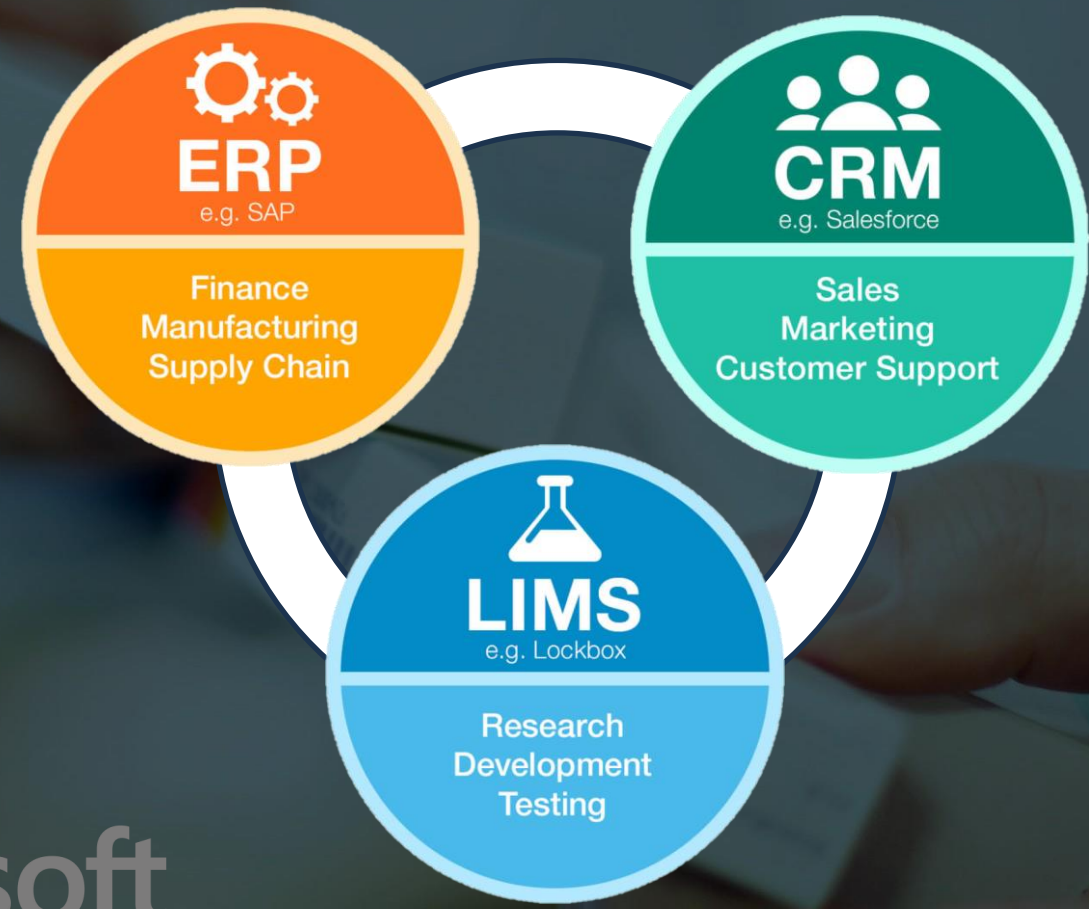 ERP
e.g. SAP
Finance
Manufacturing
Supply Chain
CRM
e.g. Salesforce
Sales
Marketing
Customer Support
LIMS
e.g. Lockbox
Research
Development
Testing
soft